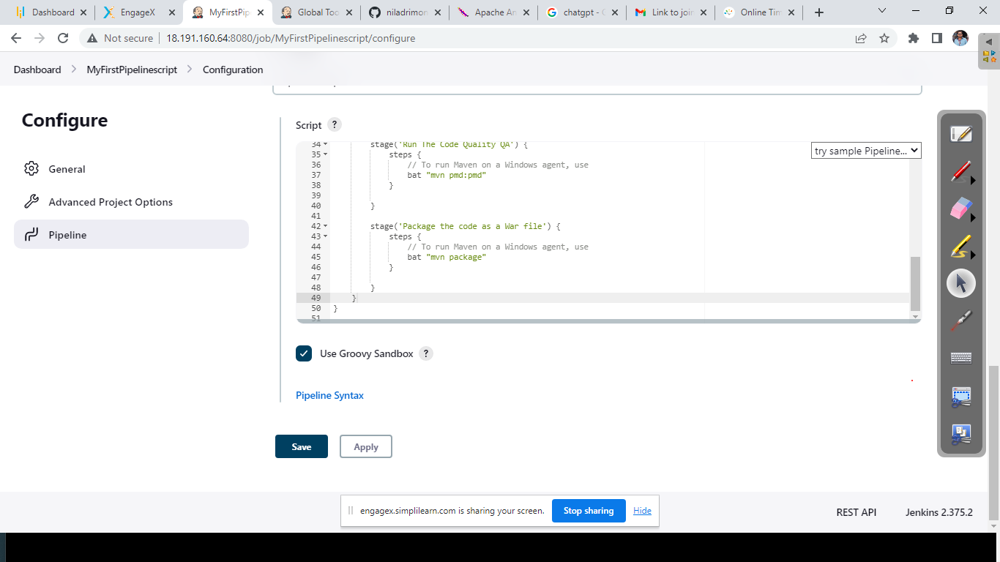 Dashboard
EngageX
MyFirstPip
Global Too
niladrimon
Apache An
chatgpt - G
Link to join
Online Tim
Not secure
18.191.160.64:8080/job/MyFirstPipelinescript/configure
Dashboard > MyFirstPipelinescript > Configuration
Configure
General
Advanced Project Options
Pipeline
Script ?
try sample Pipeline...
34 stage('Run The Code Quality QA') {
35 steps {
36 // To run Maven on a Windows agent, use
37 bat "mvn pmd:pmd"
38 }
39
40 }
41
42 stage('Package the code as a War file') {
43 steps {
44 // To run Maven on a Windows agent, use
45 bat "mvn package"
46 }
47
48 }
49 }
50 }
51
Use Groovy Sandbox ?
Pipeline Syntax
Save
Apply
engagex.simplilearn.com is sharing your screen.
Stop sharing
Hide
REST API
Jenkins 2.375.2